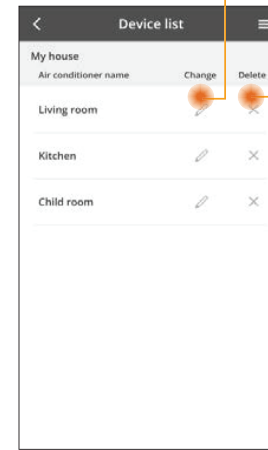 Device list
My house
Air conditioner name Change Delete
Living room
Kitchen
Child room